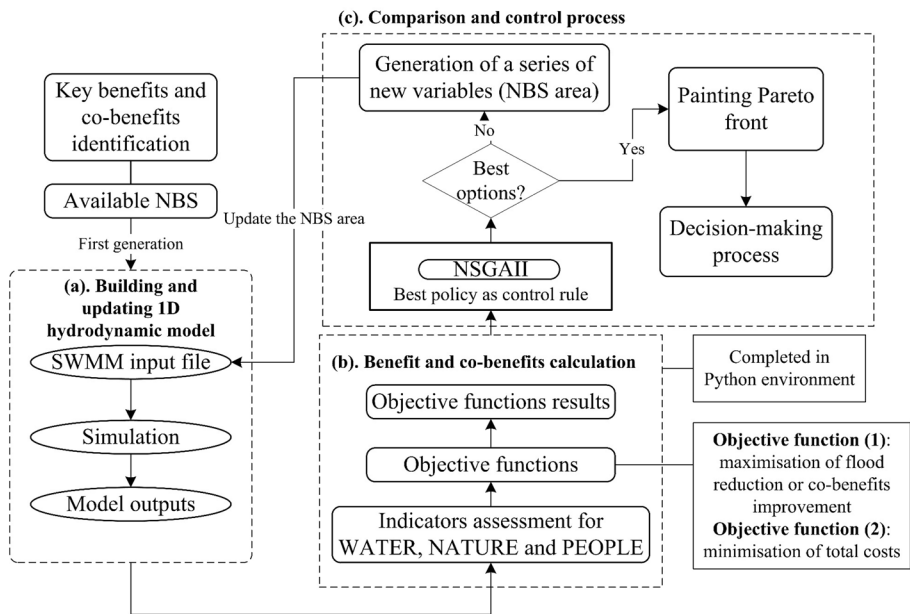 (c). Comparison and control process
Key benefits and
co-benefits
identification
Available NBS
First generation
Update the NBS area
(a). Building and
updating 1D
hydrodynamic model
SWMM input file
Simulation
Model outputs
Generation of a series of
new variables (NBS area)
No
Best
options?
Yes
Painting Pareto
front
Decision-making
process
NSGAII
Best policy as control rule
(b). Benefit and co-benefits calculation
Objective functions results
Objective functions
Indicators assessment for
WATER, NATURE and PEOPLE
Completed in
Python environment
Objective function (1):
maximisation of flood
reduction or co-benefits
improvement
Objective function (2):
minimisation of total costs